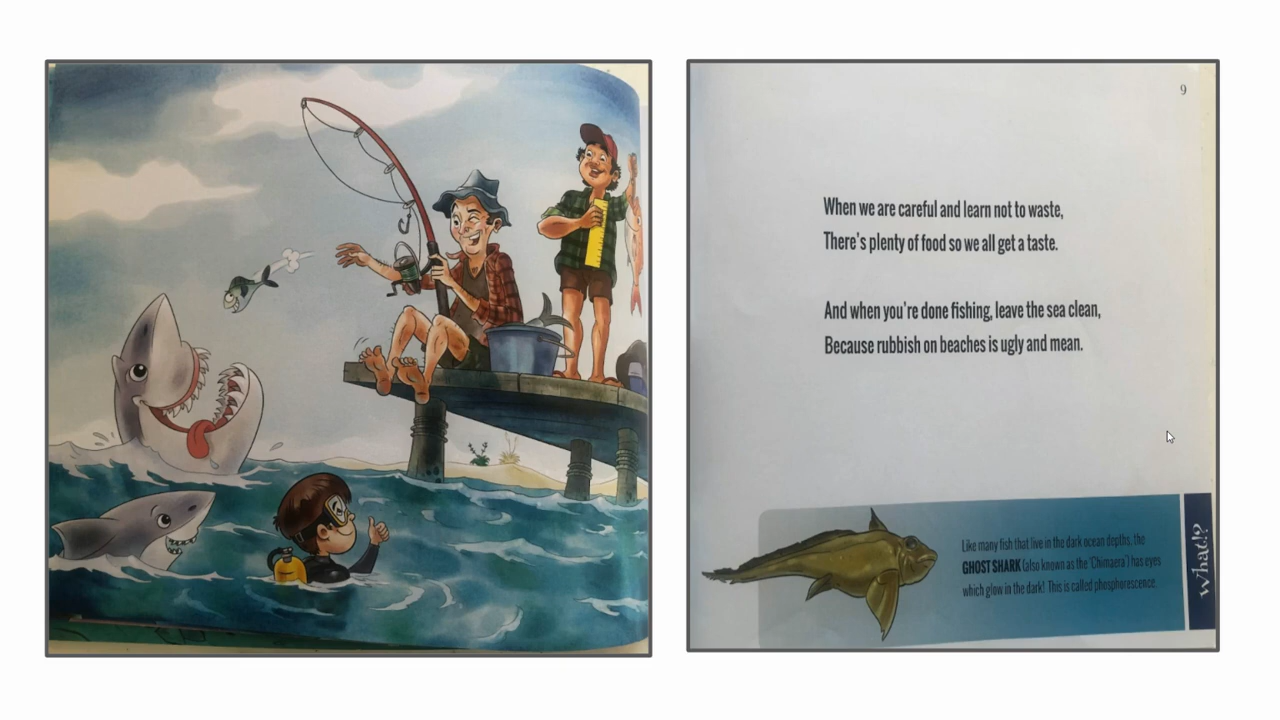 9
When we are careful and learn not to waste,
There's plenty of food so we all get a taste.
And when you're done fishing, leave the sea clean,
Because rubbish on beaches is ugly and mean.
Like many fish that live in the dark ocean depths, the
GHOST SHARK (also known as the 'Chimaera') has eyes
which glow in the dark! This is called phosphorescence.
What!?